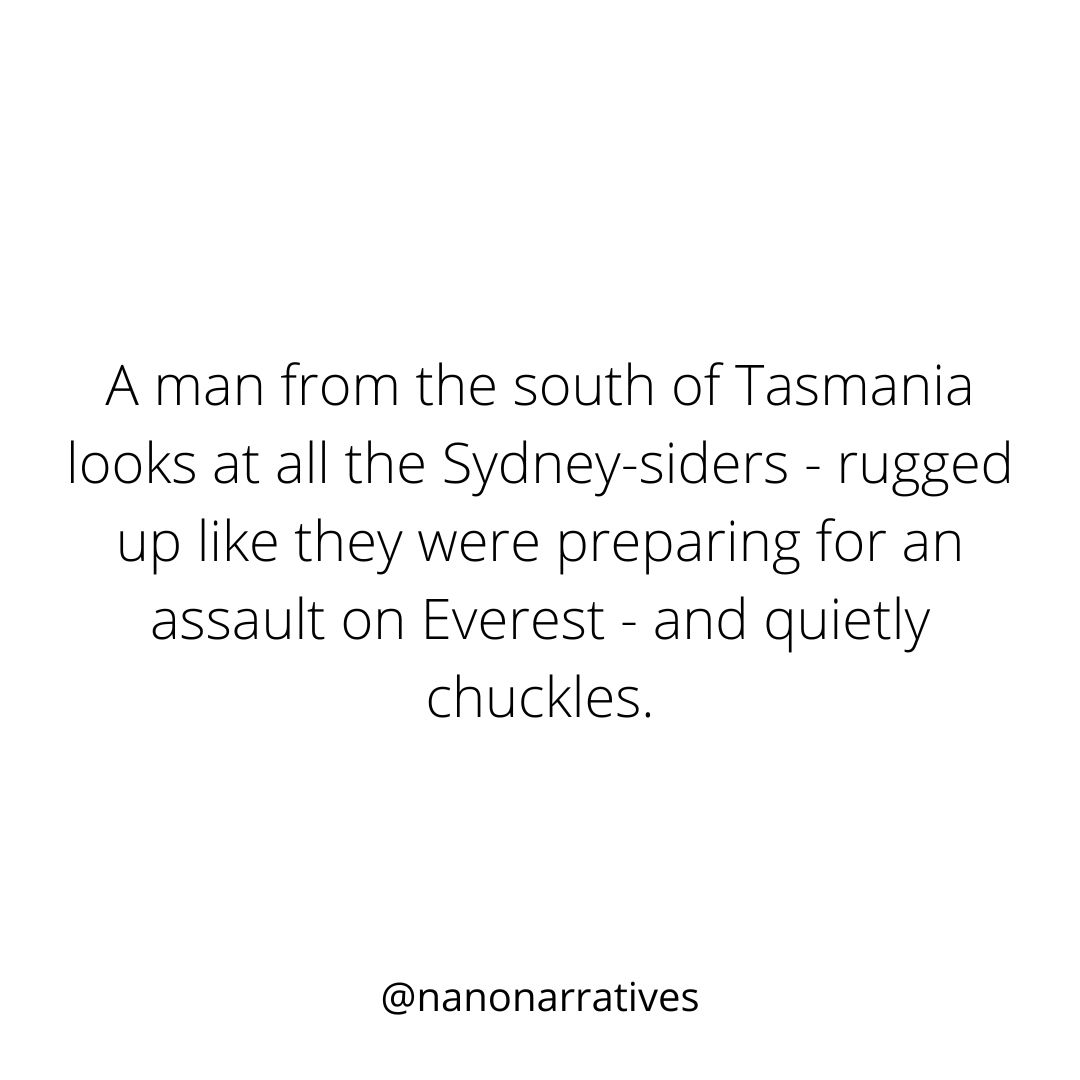 A man from the south of Tasmania
looks at all the Sydney-siders - rugged
up like they were preparing for an
assault on Everest - and quietly
chuckles.
@nanonarratives